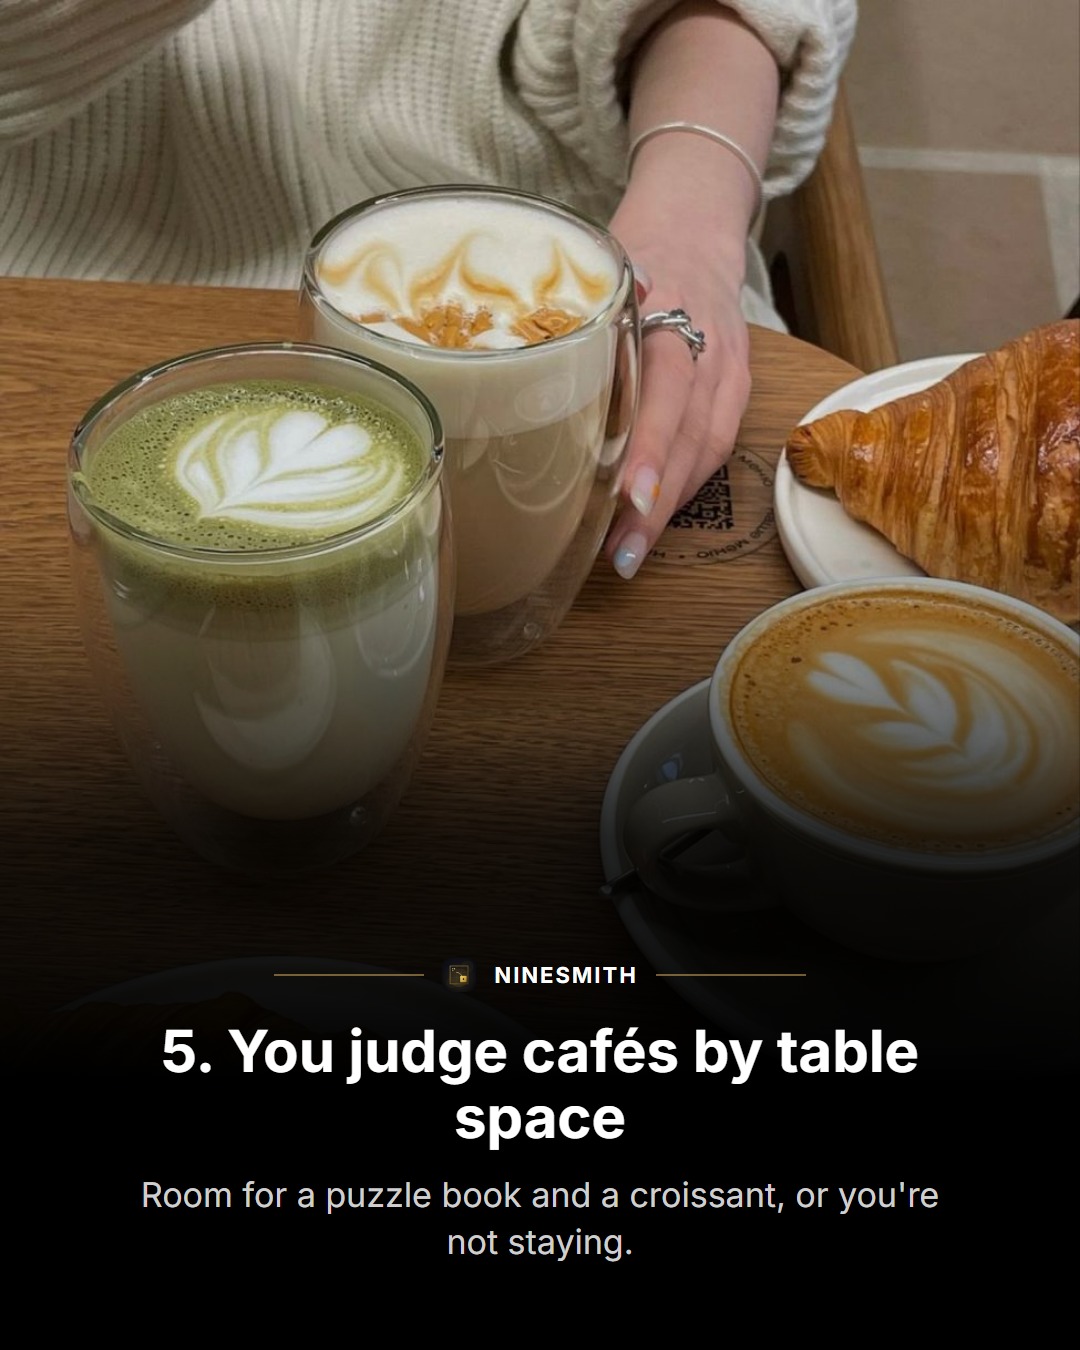 меню
NINESMITH
5. You judge cafés by table
space
Room for a puzzle book and a croissant, or you're
not staying.